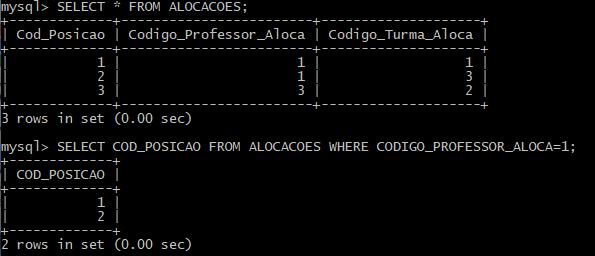 mysql> SELECT * FROM ALOCACOES;
+-------------+------------------------+--------------------+
| Cod_Posicao | Codigo_Professor_Aloca | Codigo_Turma_Aloca |
+-------------+------------------------+--------------------+
|           1 |                      1 |                  1 |
|           2 |                      1 |                  3 |
|           3 |                      3 |                  2 |
+-------------+------------------------+--------------------+
3 rows in set (0.00 sec)
mysql> SELECT COD_POSICAO FROM ALOCACOES WHERE CODIGO_PROFESSOR_ALOCA=1;
+-------------+
| COD_POSICAO |
+-------------+
|           1 |
|           2 |
+-------------+
2 rows in set (0.00 sec)